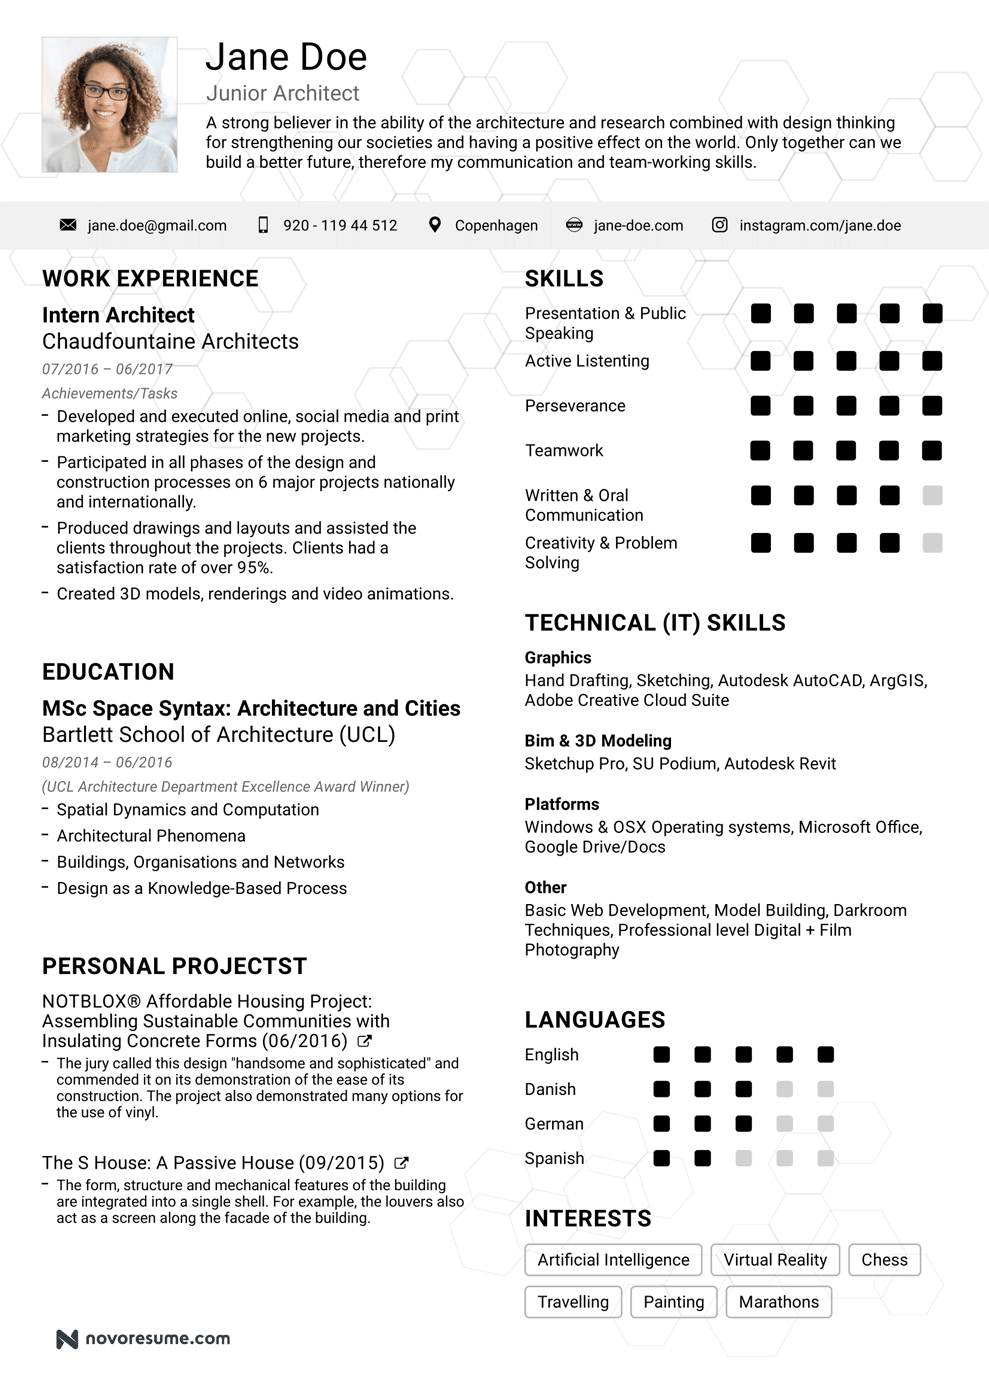 Jane Doe
Junior Architect
A strong believer in the ability of the architecture and research combined with design thinking
for strengthening our societies and having a positive effect on the world. Only together can we
build a better future, therefore my communication and team-working skills.
jane.doe@gmail.com 920 - 119 44 512 Copenhagen jane-doe.com instagram.com/jane.doe
WORK EXPERIENCE
Intern Architect
Chaudfountaine Architects
07/2016 – 06/2017
Achievements/Tasks
– Developed and executed online, social media and print
marketing strategies for the new projects.
– Participated in all phases of the design and
construction processes on 6 major projects nationally
and internationally.
– Produced drawings and layouts and assisted the
clients throughout the projects. Clients had a
satisfaction rate of over 95%.
– Created 3D models, renderings and video animations.
EDUCATION
MSc Space Syntax: Architecture and Cities
Bartlett School of Architecture (UCL)
08/2014 – 06/2016
(UCL Architecture Department Excellence Award Winner)
– Spatial Dynamics and Computation
– Architectural Phenomena
– Buildings, Organisations and Networks
– Design as a Knowledge-Based Process
PERSONAL PROJECTST
NOTBLOX® Affordable Housing Project:
Assembling Sustainable Communities with
Insulating Concrete Forms (06/2016)
– The jury called this design "handsome and sophisticated" and
commended it on its demonstration of the ease of its
construction. The project also demonstrated many options for
the use of vinyl.
The S House: A Passive House (09/2015)
– The form, structure and mechanical features of the building
are integrated into a single shell. For example, the louvers also
act as a screen along the facade of the building.
SKILLS
Presentation & Public
Speaking
Active Listenting
Perseverance
Teamwork
Written & Oral
Communication
Creativity & Problem
Solving
TECHNICAL (IT) SKILLS
Graphics
Hand Drafting, Sketching, Autodesk AutoCAD, ArgGIS,
Adobe Creative Cloud Suite
Bim & 3D Modeling
Sketchup Pro, SU Podium, Autodesk Revit
Platforms
Windows & OSX Operating systems, Microsoft Office,
Google Drive/Docs
Other
Basic Web Development, Model Building, Darkroom
Techniques, Professional level Digital + Film
Photography
LANGUAGES
English
Danish
German
Spanish
INTERESTS
Artificial Intelligence Virtual Reality Chess
Travelling Painting Marathons
novoresume.com